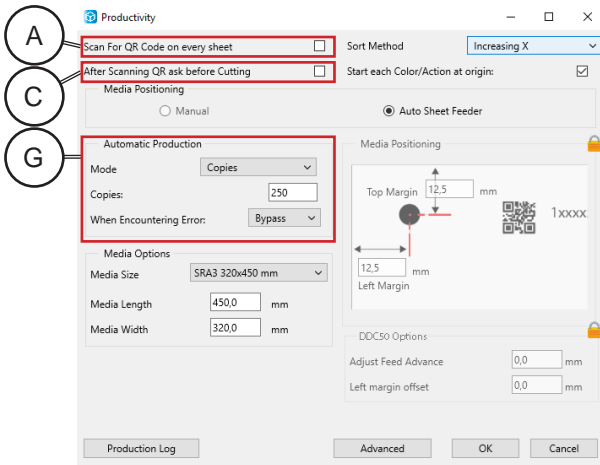 Productivity
A
Scan For QR Code on every sheet
Sort Method
Increasing X
C
After Scanning QR ask before Cutting
Start each Color/Action at origin:
Media Positioning
Manual
Auto Sheet Feeder
G
Automatic Production
Mode
Copies
Copies:
250
When Encountering Error:
Bypass
Media Positioning
Top Margin
12,5
mm
1xxxx
12,5
mm
Left Margin
Media Options
Media Size
SRA3 320x450 mm
Media Length
450,0
mm
Media Width
320,0
mm
DDC50 Options
Adjust Feed Advance
0,0
mm
Left margin offset
0,0
mm
Production Log
Advanced
OK
Cancel